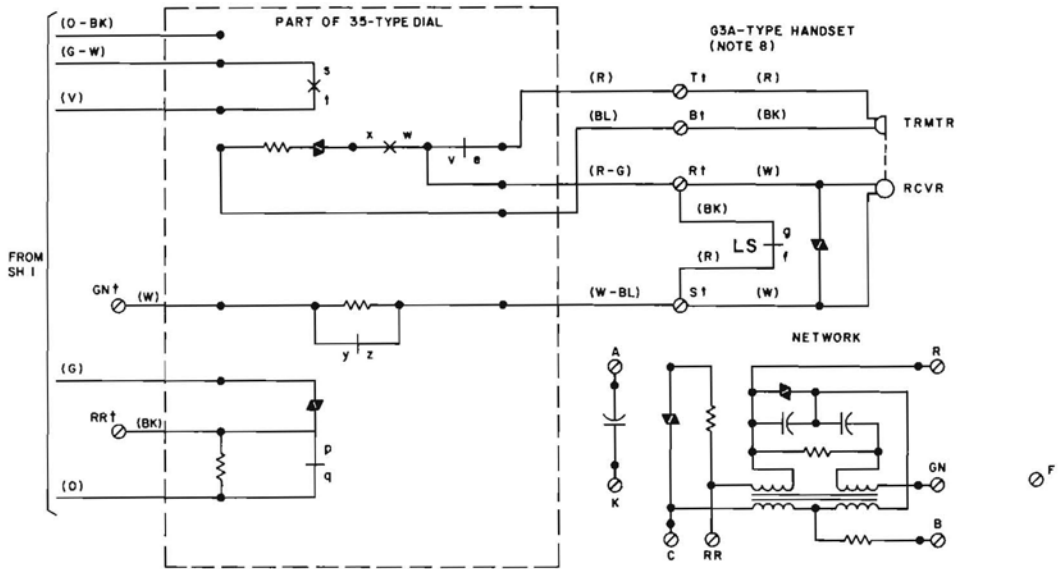 (O-BK)
(G-W)
(V)
PART OF 35-TYPE DIAL
s
t
G3A-TYPE HANDSET
(NOTE 8)
(R)
T†
(R)
(BL)
B†
(BK)
TRMTR
x
w
v
e
(R-G)
R†
(W)
RCVR
(BK)
g
LS
f
(R)
FROM
SH 1
GN†
(W)
(W-BL)
S†
(W)
y
z
(G)
RR†
(BK)
p
q
(O)
NETWORK
A
K
R
GN
F
B
C
RR